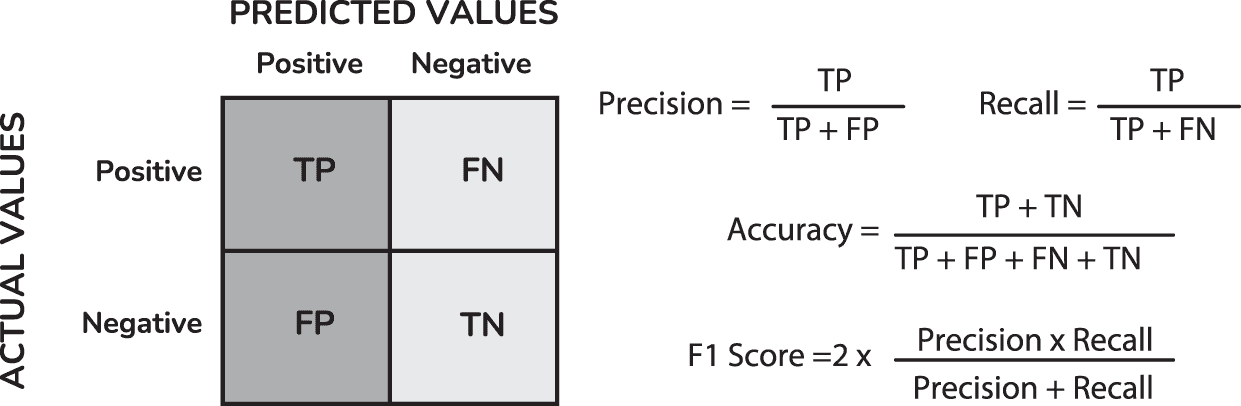 PREDICTED VALUES
Positive Negative
ACTUAL VALUES
Positive TP FN
Negative FP TN
Precision = TP
TP + FP
Recall = TP
TP + FN
Accuracy = TP + TN
TP + FP + FN + TN
F1 Score =2 x Precision x Recall
Precision + Recall